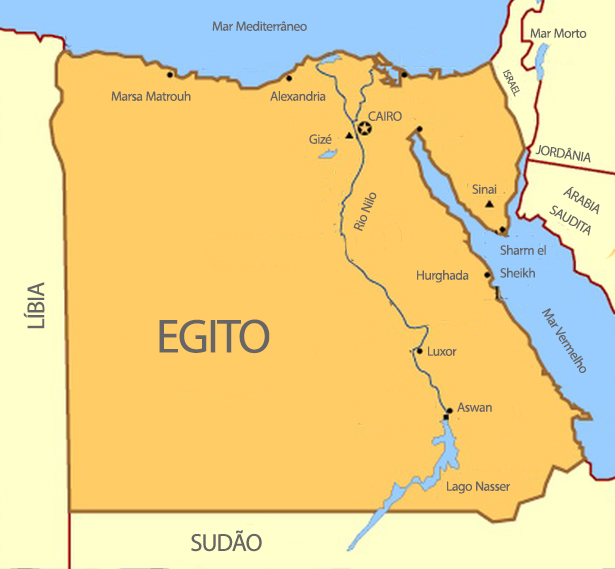 Mar Mediterrâneo
Mar Morto
ISRAEL
Marsa Matrouh
Alexandria
CAIRO
Gizé
JORDÂNIA
Sinai
ÁRABIA
SAUDITA
Rio Nilo
Sharm el
Sheikh
Hurghada
LÍBIA
EGITO
Mar Vermelho
Luxor
Aswan
Lago Nasser
SUDÃO